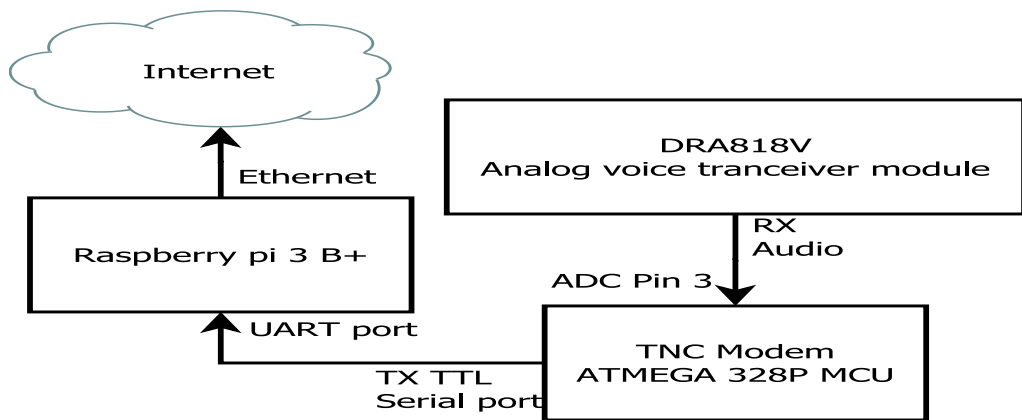 Internet
DRA818V
Analog voice tranceiver module
Ethernet
RX
Audio
Raspberry pi 3 B+
ADC Pin 3
UART port
TNC Modem
ATMEGA 328P MCU
TX TTL
Serial port